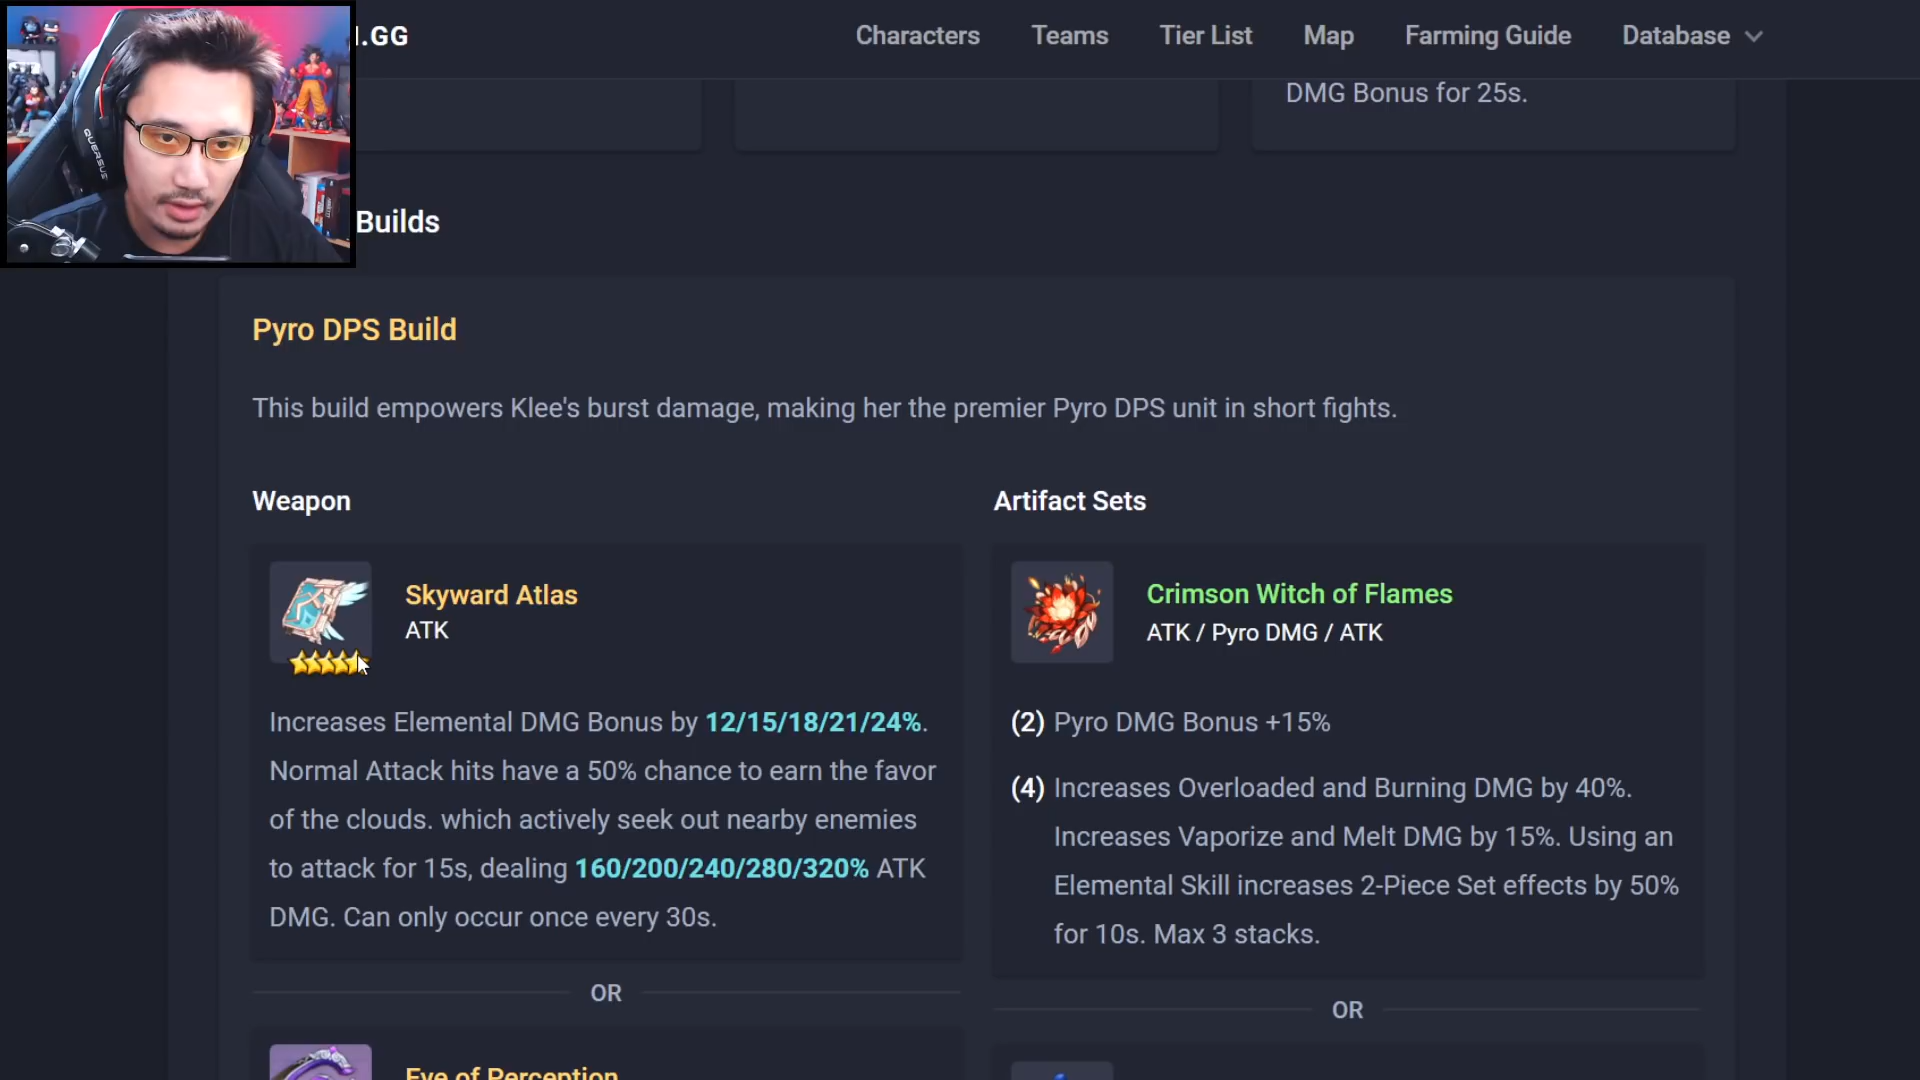 .GG
Characters
Teams
Tier List
Map
Farming Guide
Database
DMG Bonus for 25s.
Builds
Pyro DPS Build
This build empowers Klee's burst damage, making her the premier Pyro DPS unit in short fights.
Weapon
Skyward Atlas
ATK
Increases Elemental DMG Bonus by 12/15/18/21/24%.
Normal Attack hits have a 50% chance to earn the favor
of the clouds. which actively seek out nearby enemies
to attack for 15s, dealing 160/200/240/280/320% ATK
DMG. Can only occur once every 30s.
OR
Eye of Perception
Artifact Sets
Crimson Witch of Flames
ATK / Pyro DMG / ATK
(2) Pyro DMG Bonus +15%
(4) Increases Overloaded and Burning DMG by 40%.
Increases Vaporize and Melt DMG by 15%. Using an
Elemental Skill increases 2-Piece Set effects by 50%
for 10s. Max 3 stacks.
OR
QUERSUS